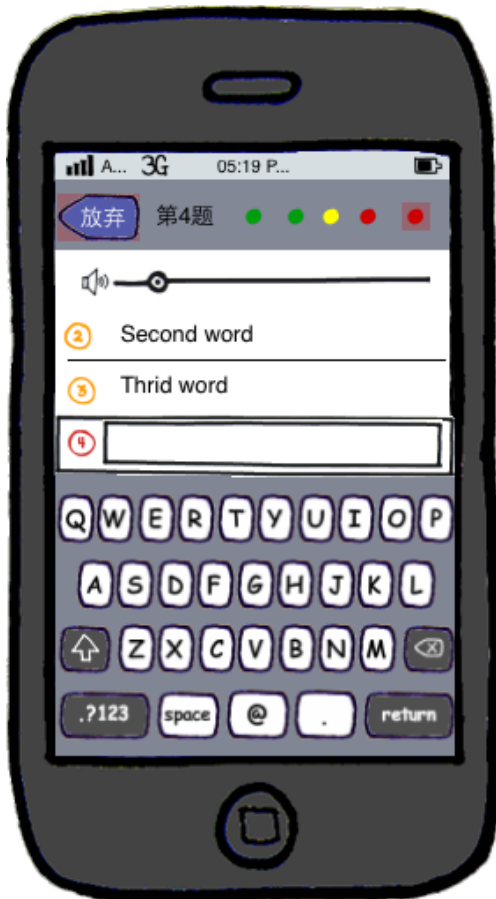 A... 3G 05:19 P...
放弃 第4题
2 Second word
3 Thrid word
4
Q W E R T Y U I O P
A S D F G H J K L
Z X C V B N M
.?123 space @ . return